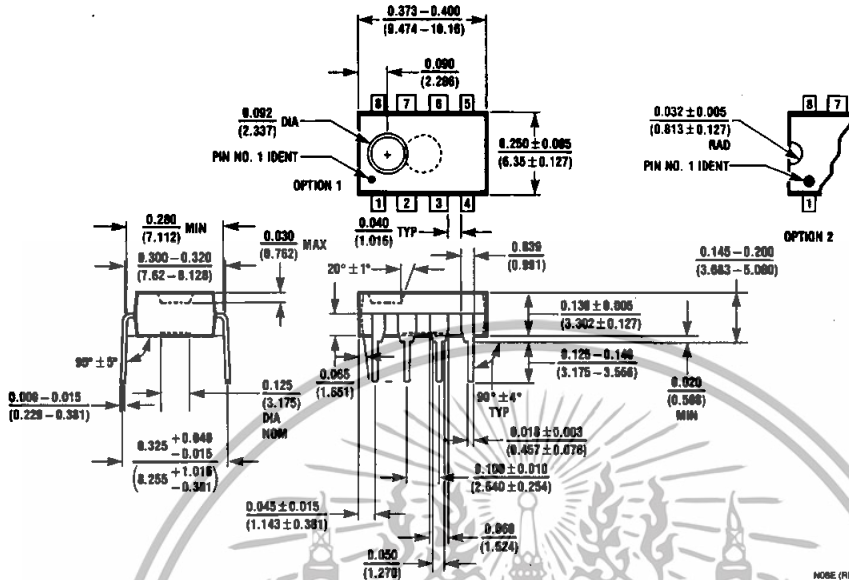 0.373 – 0.400
(9.474 – 10.16)
0.090
(2.286)
8 7 6 5
0.092 DIA
(2.337)
PIN NO. 1 IDENT
OPTION 1
0.250 ± 0.005
(6.35 ± 0.127)
1 2 3 4
0.032 ± 0.005
(0.813 ± 0.127)
RAD
8 7
PIN NO. 1 IDENT
1
OPTION 2
0.280 MIN
(7.112)
0.030 MAX
(0.762)
0.040 TYP
(1.016)
0.039
(0.991)
0.145 – 0.200
(3.683 – 5.080)
0.300 – 0.320
(7.62 – 8.128)
20° ± 1°
0.130 ± 0.005
(3.302 ± 0.127)
95° ± 5°
0.065
(1.651)
0.125 – 0.140
(3.175 – 3.556)
0.020
(0.508)
MIN
0.009 – 0.015
(0.229 – 0.381)
0.125
(3.175)
DIA
NOM
90° ± 4°
TYP
0.018 ± 0.003
(0.457 ± 0.076)
0.325 +0.040 –0.015
(8.255 +1.016 –0.381)
0.100 ± 0.010
(2.540 ± 0.254)
0.045 ± 0.015
(1.143 ± 0.381)
0.060
(1.524)
0.050
(1.270)